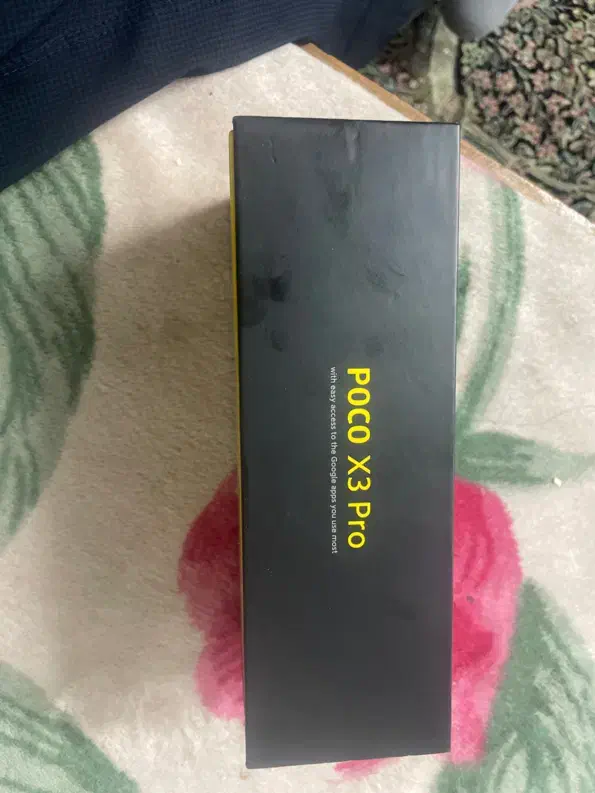 POCO X3 Pro
with easy access to the Google apps you use most